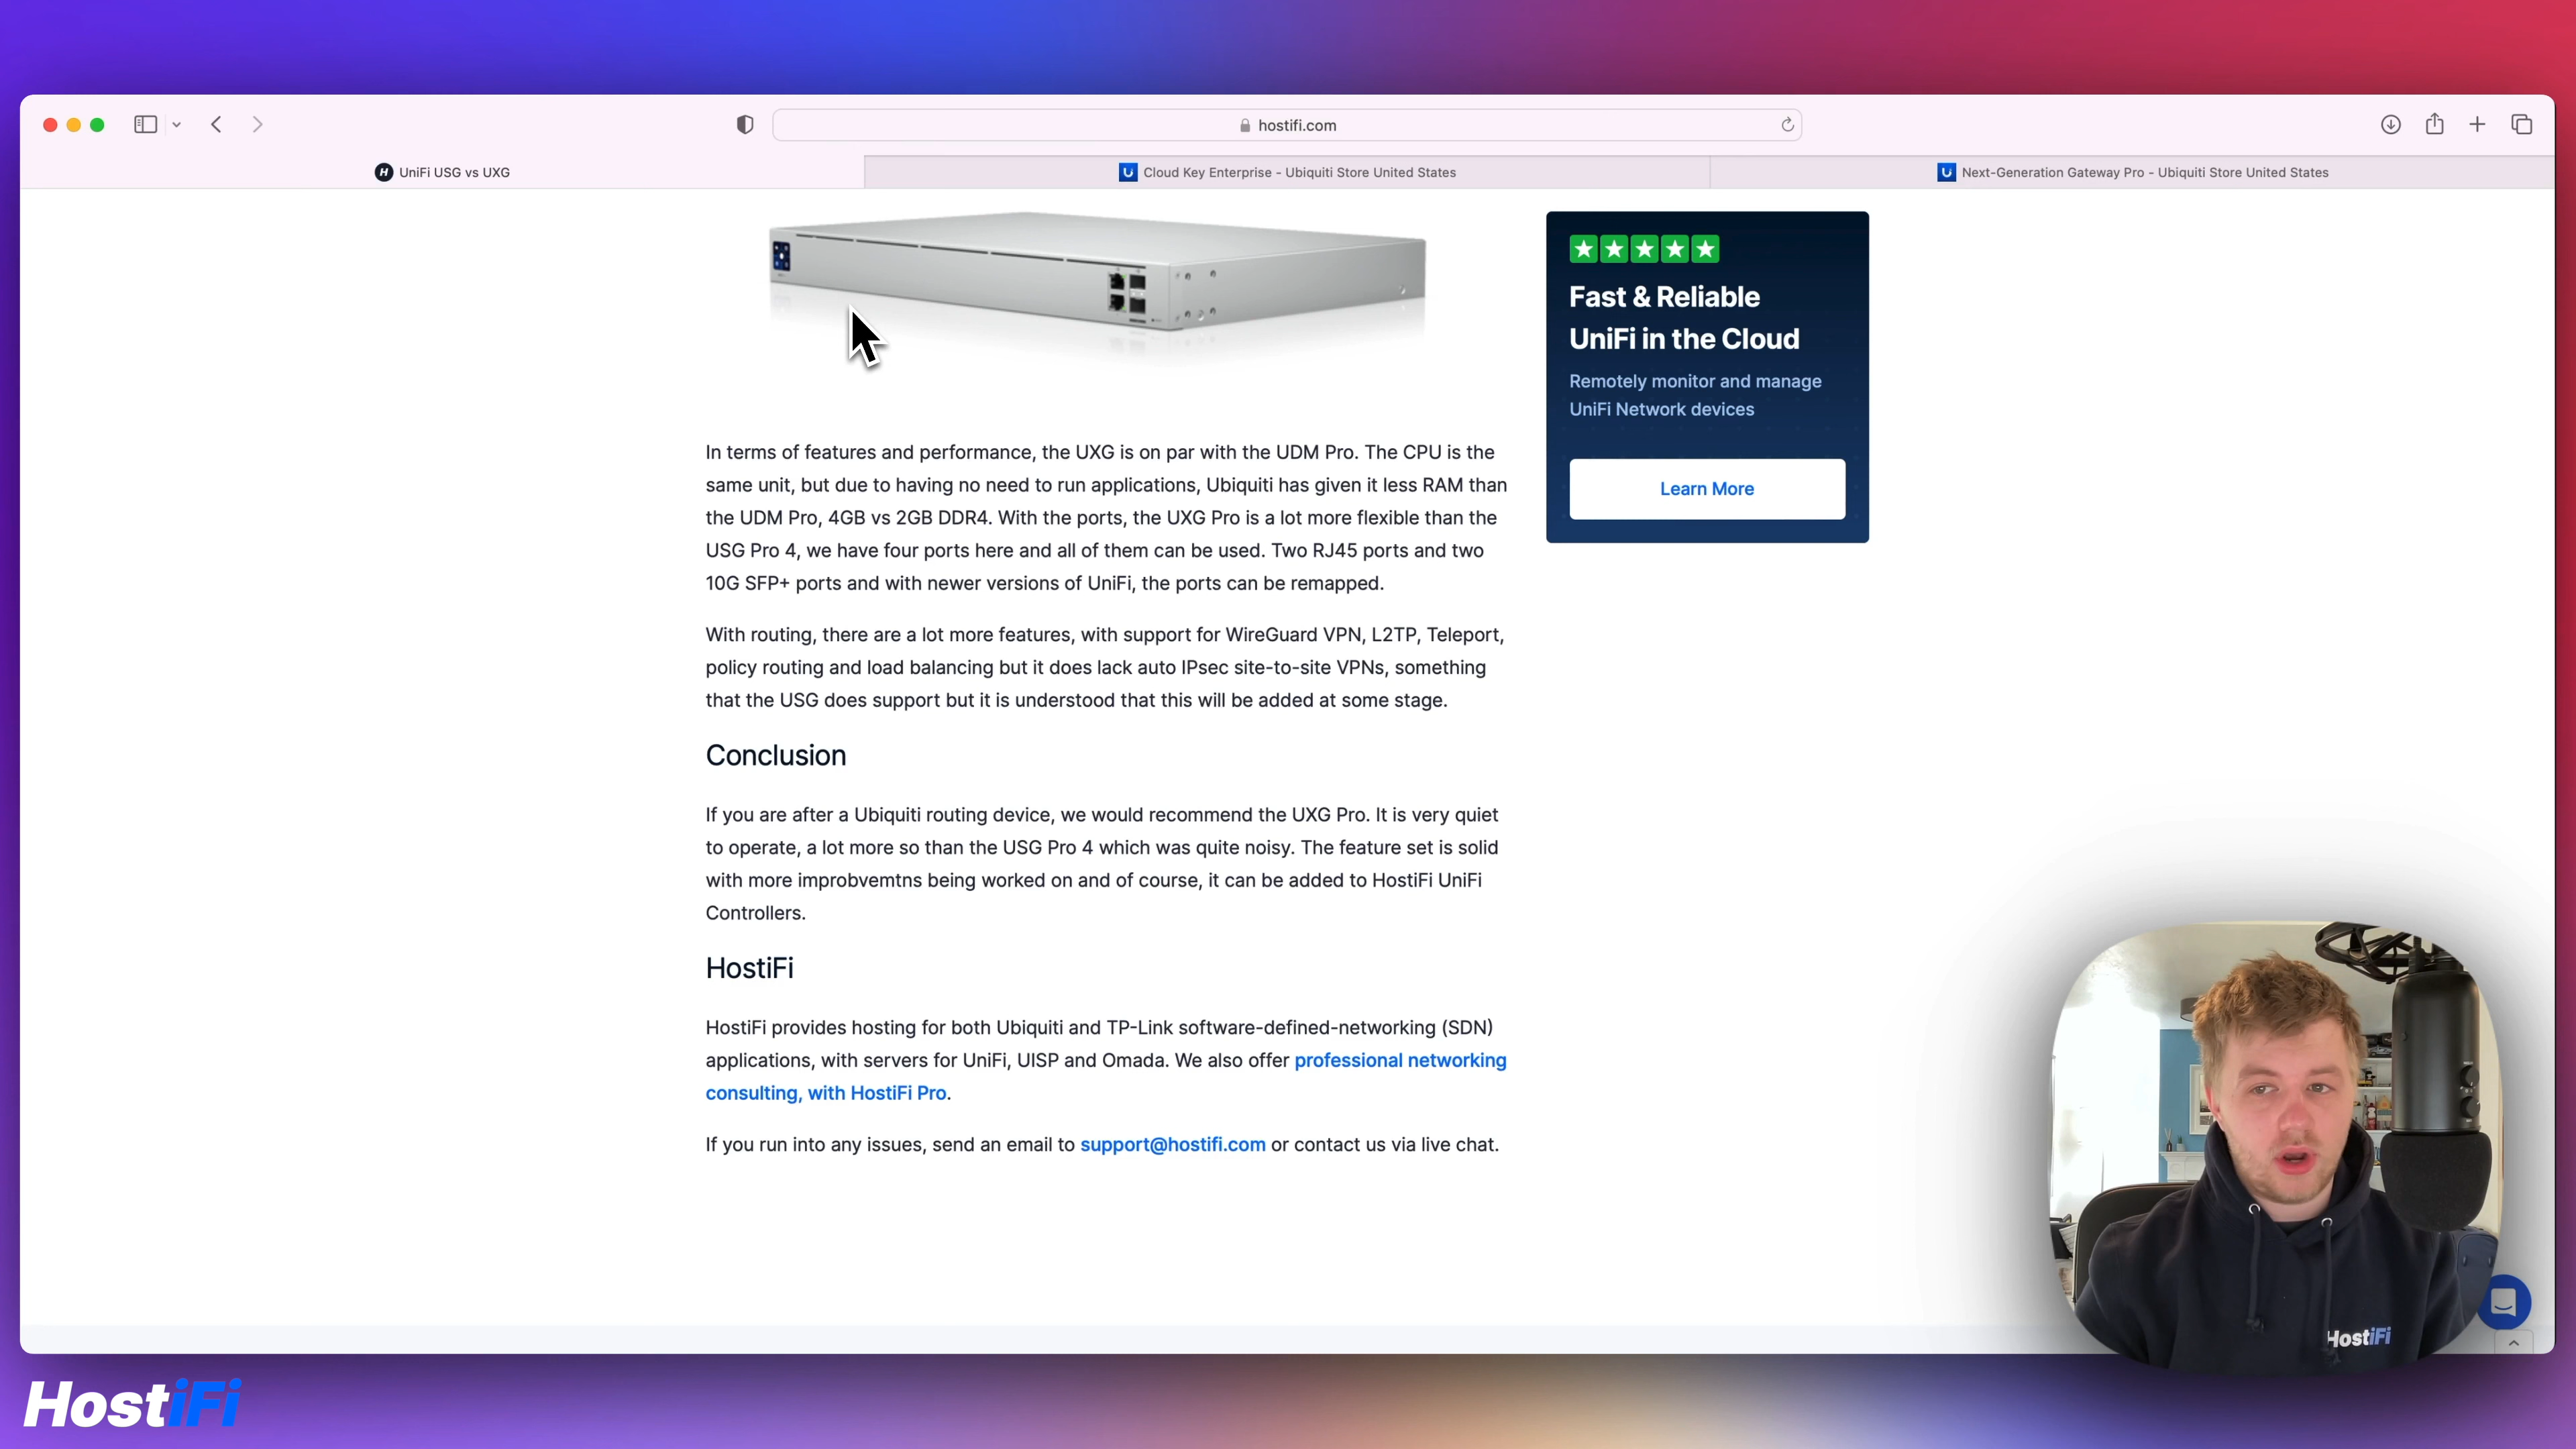 hostifi.com
UniFi USG vs UXG
Cloud Key Enterprise - Ubiquiti Store United States
Next-Generation Gateway Pro - Ubiquiti Store United States
Fast & Reliable
UniFi in the Cloud
Remotely monitor and manage
UniFi Network devices
Learn More
In terms of features and performance, the UXG is on par with the UDM Pro. The CPU is the
same unit, but due to having no need to run applications, Ubiquiti has given it less RAM than
the UDM Pro, 4GB vs 2GB DDR4. With the ports, the UXG Pro is a lot more flexible than the
USG Pro 4, we have four ports here and all of them can be used. Two RJ45 ports and two
10G SFP+ ports and with newer versions of UniFi, the ports can be remapped.
With routing, there are a lot more features, with support for WireGuard VPN, L2TP, Teleport,
policy routing and load balancing but it does lack auto IPsec site-to-site VPNs, something
that the USG does support but it is understood that this will be added at some stage.
Conclusion
If you are after a Ubiquiti routing device, we would recommend the UXG Pro. It is very quiet
to operate, a lot more so than the USG Pro 4 which was quite noisy. The feature set is solid
with more improbvemtns being worked on and of course, it can be added to HostiFi UniFi
Controllers.
HostiFi
HostiFi provides hosting for both Ubiquiti and TP-Link software-defined-networking (SDN)
applications, with servers for UniFi, UISP and Omada. We also offer professional networking
consulting, with HostiFi Pro.
If you run into any issues, send an email to support@hostifi.com or contact us via live chat.
HostiFi
HostiFi